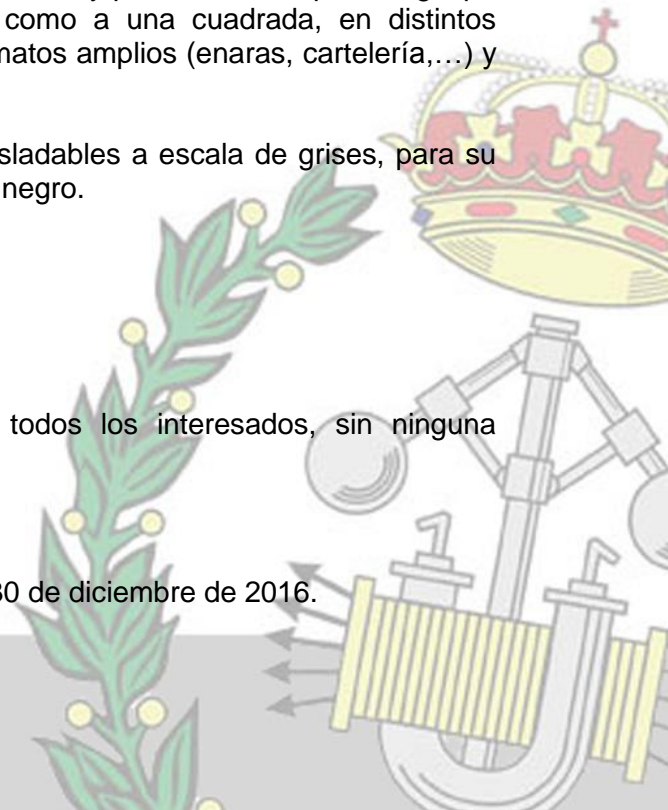 como a una cuadrada, en distintos
matos amplios (enaras, cartelería,…) y
sladables a escala de grises, para su
negro.
todos los interesados, sin ninguna
30 de diciembre de 2016.